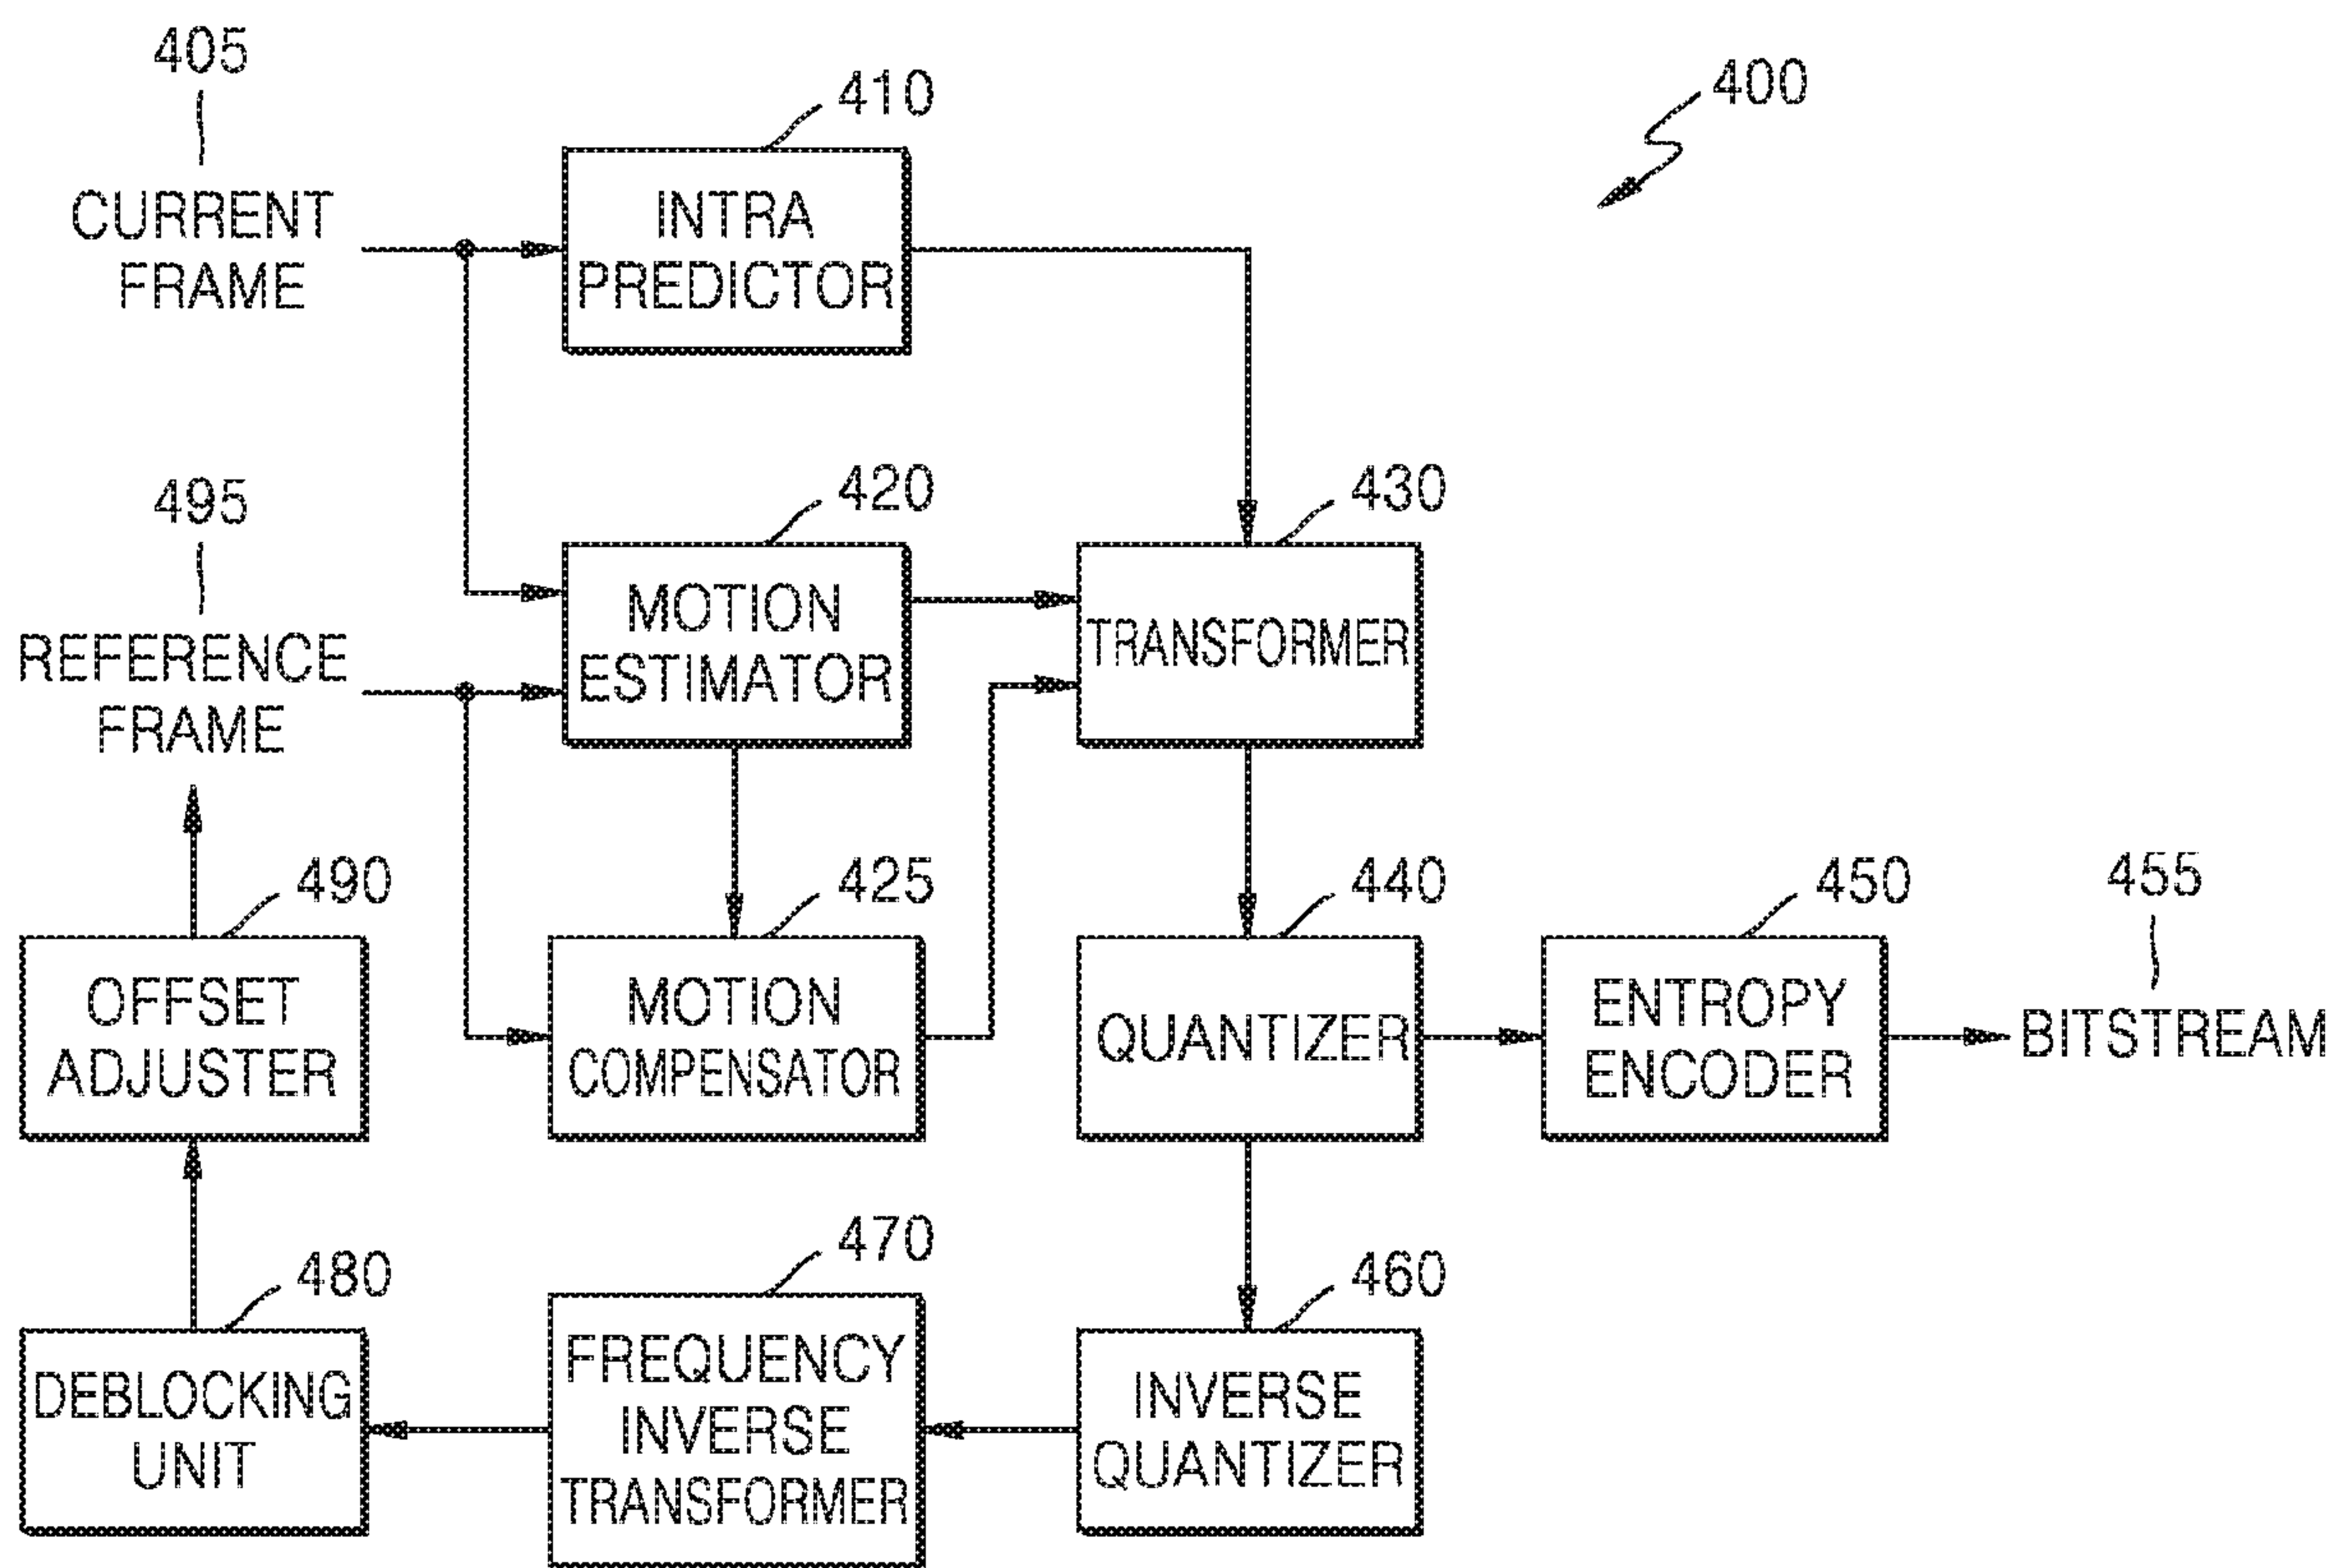 405
410
400
CURRENT
FRAME
INTRA
PREDICTOR
495
420
430
REFERENCE
FRAME
MOTION
ESTIMATOR
TRANSFORMER
490
425
440
450
455
OFFSET
ADJUSTER
MOTION
COMPENSATOR
QUANTIZER
ENTROPY
ENCODER
BITSTREAM
480
470
460
DEBLOCKING
UNIT
FREQUENCY
INVERSE
TRANSFORMER
INVERSE
QUANTIZER